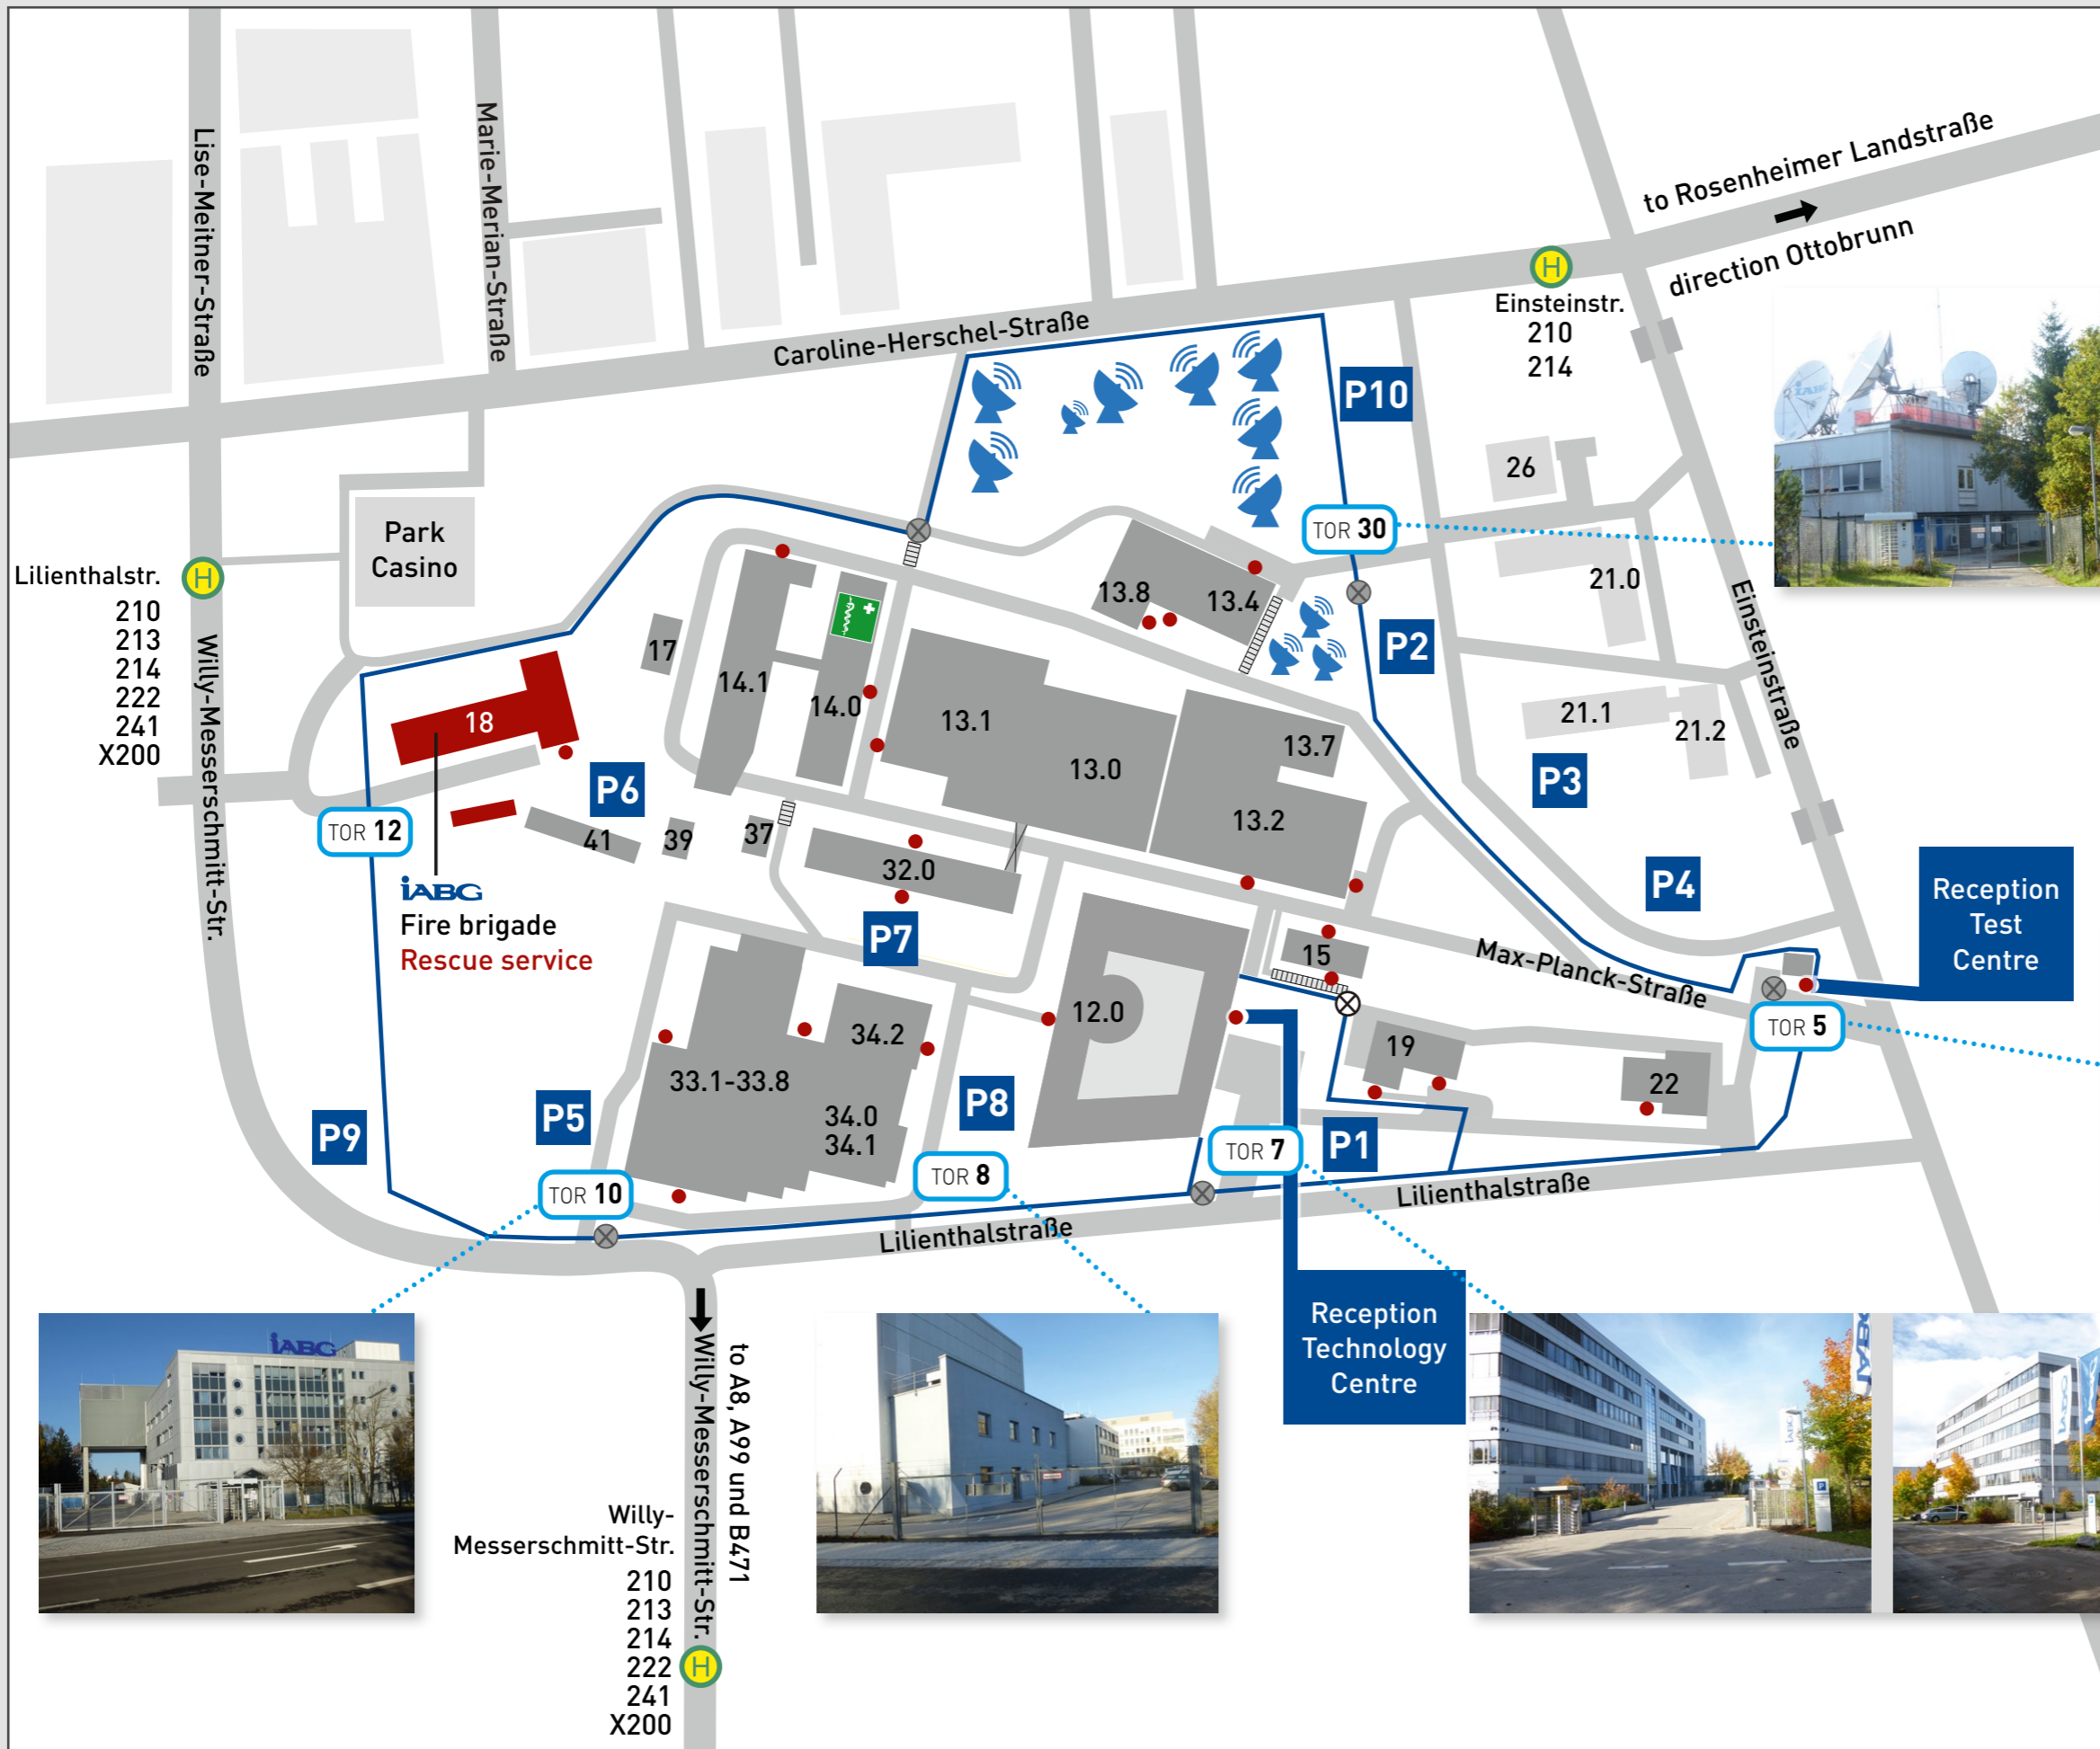 Lise-Meitner-Straße
Marie-Merian-Straße
to Rosenheimer Landstraße
direction Ottobrunn
H
Einsteinstr.
210
214
Caroline-Herschel-Straße
P10
iABG
26
TOR 30
Park
Casino
Lilienthalstr.
H
210
213
214
222
241
X200
Willy-Messerschmitt-Str.
13.8
13.4
21.0
Einsteinstraße
17
14.1
14.0
P2
13.1
13.0
13.7
21.1
21.2
18
P6
P3
TOR 12
41
39
37
13.2
32.0
iABG
Fire brigade
Rescue service
P7
P4
Reception
Test
Centre
15
Max-Planck-Straße
12.0
TOR 5
34.2
33.1-33.8
34.0
34.1
19
22
P9
P5
P8
P1
TOR 10
TOR 8
TOR 7
Lilienthalstraße
Lilienthalstraße
iABG
Reception
Technology
Centre
iABG
Willy-Messerschmitt-Str.
to A8, A99 und B471
Willy-
Messerschmitt-Str.
210
213
214
222
241
X200
H